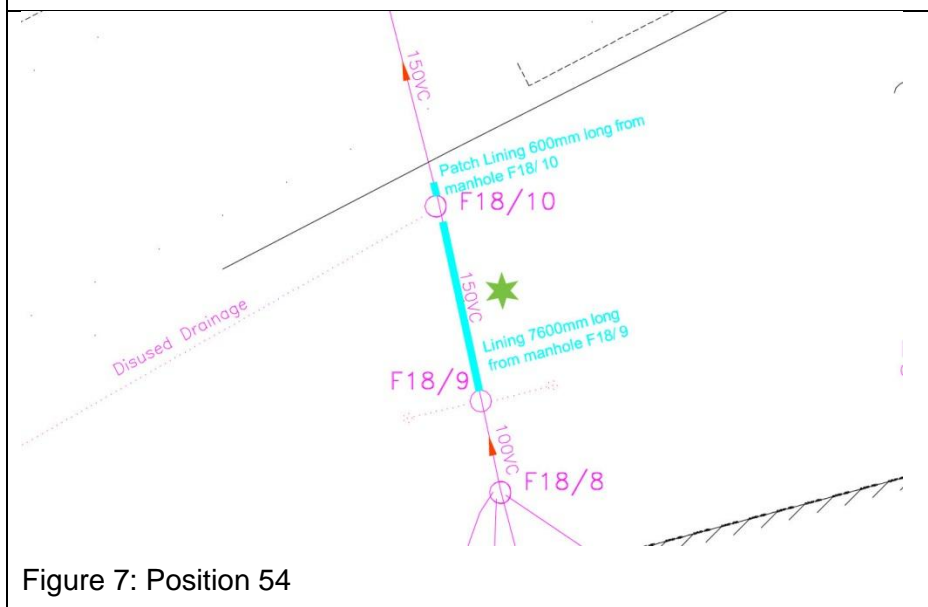 150VC
Patch Lining 600mm long from
manhole F18/ 10
F18/10
Disused Drainage
150VC
Lining 7600mm long
from manhole F18/ 9
F18/9
100VC
F18/8
Figure 7: Position 54